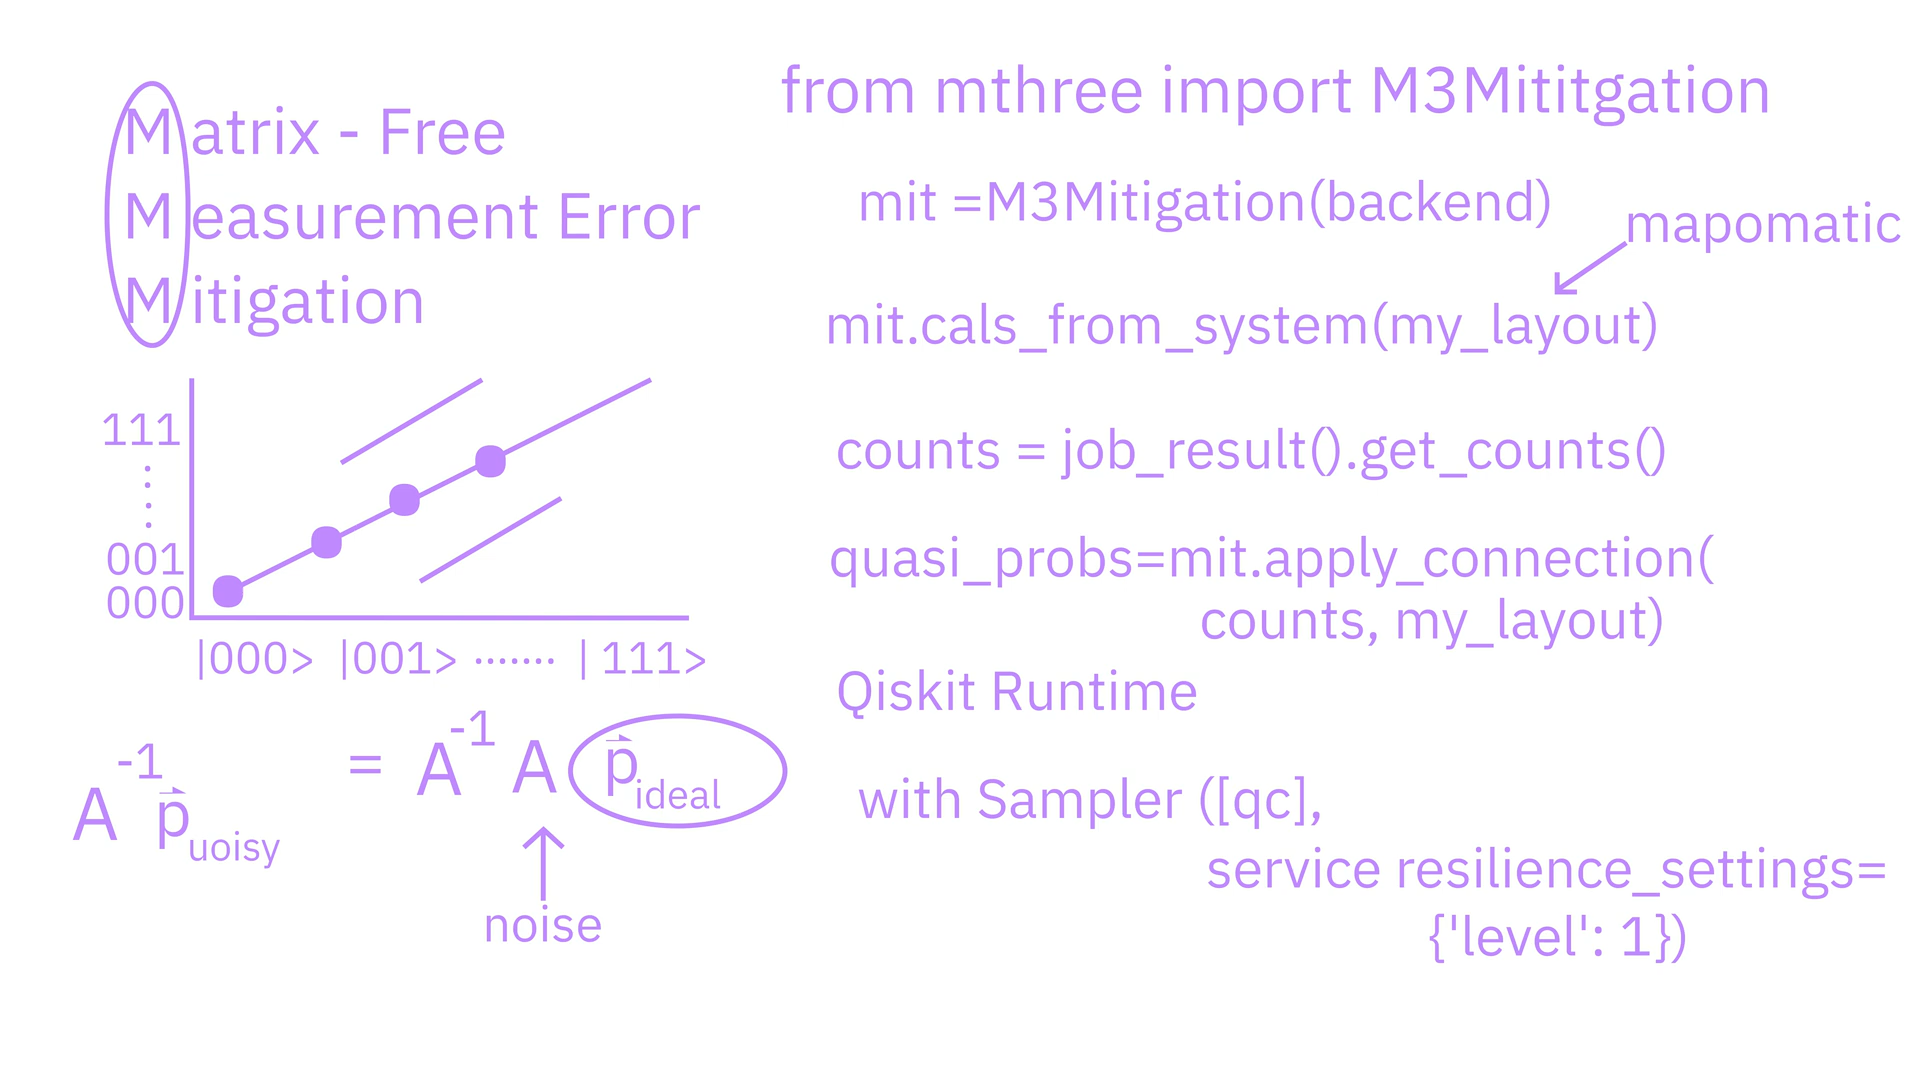 Matrix - Free
Measurement Error
Mitigation
111
001
000
|000> |001> ....... | 111>
A^-1 p uoisy = A^-1 A p ideal
noise
from mthree import M3Mititgation
mit =M3Mitigation(backend)
mapomatic
mit.cals_from_system(my_layout)
counts = job_result().get_counts()
quasi_probs=mit.apply_connection(
counts, my_layout)
Qiskit Runtime
with Sampler ([qc],
service resilience_settings=
{'level': 1})